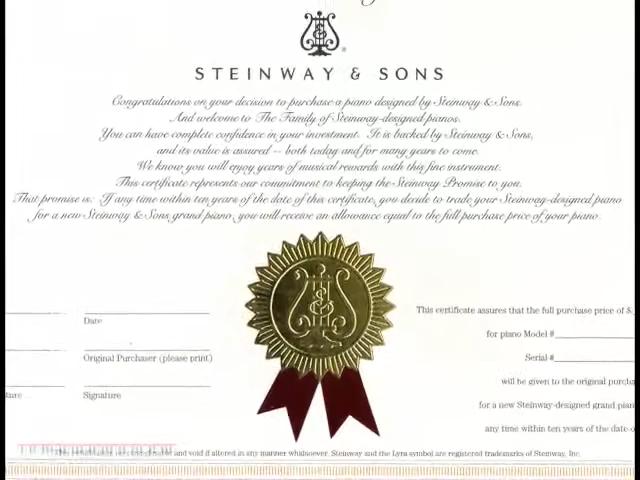 STEINWAY & SONS
Congratulations on your decision to purchase a piano designed by Steinway & Sons.
And welcome to The Family of Steinway-designed pianos.
You can have complete confidence in your investment. It is backed by Steinway & Sons,
and its value is assured — both today and for many years to come.
We know you will enjoy years of musical rewards with this fine instrument.
This certificate represents our commitment to keeping the Steinway Promise to you.
That promise is: If any time within ten years of the date of this certificate, you decide to trade your Steinway-designed piano
for a new Steinway & Sons grand piano, you will receive an allowance equal to the full purchase price of your piano.
This certificate assures that the full purchase price of $
Date
for piano Model #
Original Purchaser (please print)
Serial #
will be given to the original purcha
Signature
for a new Steinway-designed grand pian
any time within ten years of the date o
and void if altered in any manner whatsoever. Steinway and the Lyra symbol are registered trademarks of Steinway, Inc.